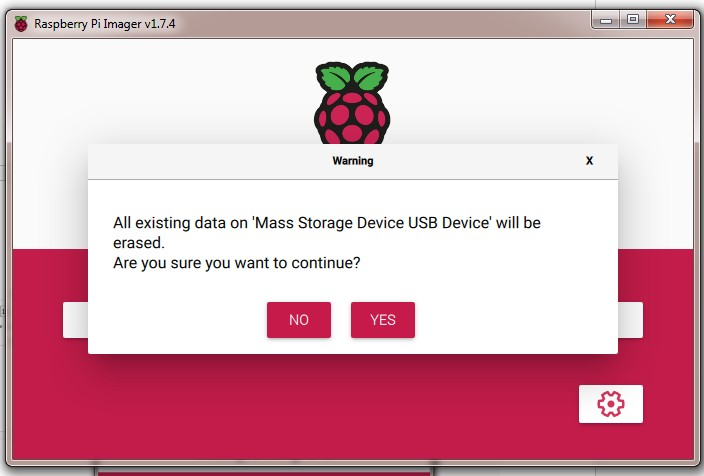 Raspberry Pi Imager v1.7.4
Warning
X
All existing data on 'Mass Storage Device USB Device' will be
erased.
Are you sure you want to continue?
NO
YES